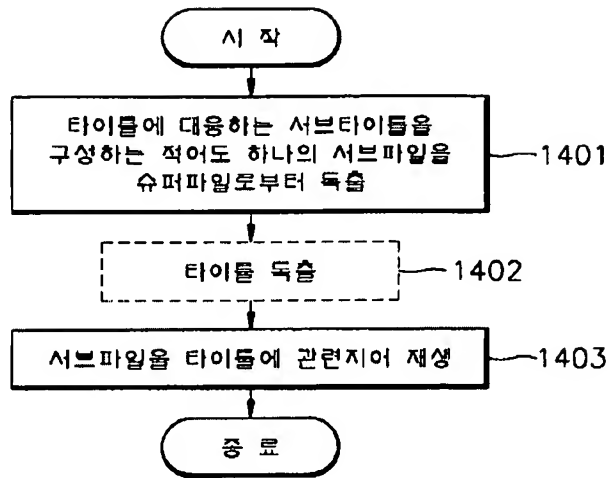 시 작
타이틀에 대응하는 서브타이틀을
구성하는 적어도 하나의 서브파일을
슈퍼파일로부터 독출
1401
타이틀 독출
1402
서브파일을 타이틀에 관련지어 재생
1403
종 료